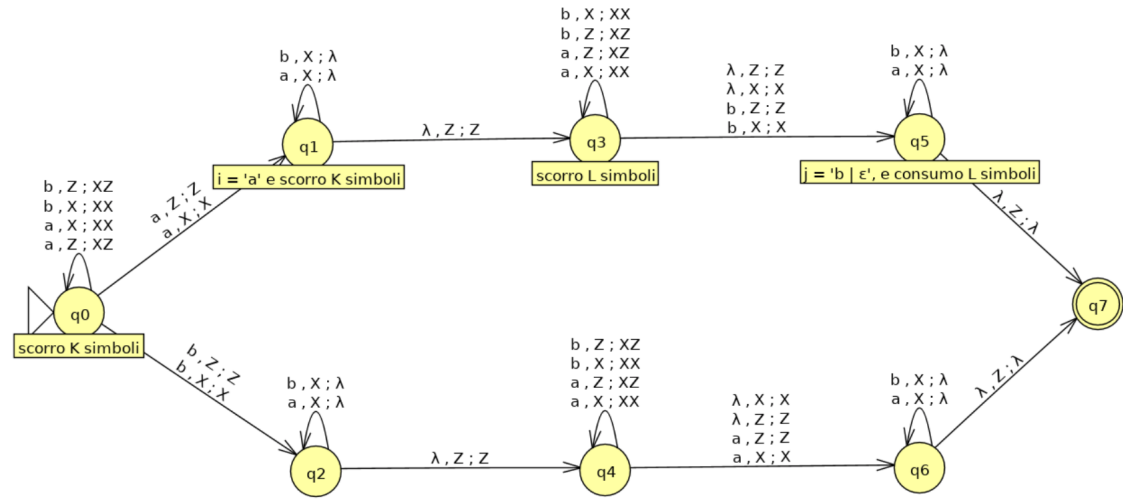 b , X ; XX
b , Z ; XZ
a , Z ; XZ
a , X ; XX
b , X ; λ
a , X ; λ
λ , Z ; Z
λ , X ; X
b , Z ; Z
b , X ; X
b , X ; λ
a , X ; λ
λ , Z ; Z
q1
q3
q5
i = 'a' e scorro K simboli
scorro L simboli
j = 'b | ε', e consumo L simboli
b , Z ; XZ
b , X ; XX
a , X ; XX
a , Z ; XZ
a , Z ; Z
a , X ; X
λ , Z ; λ
q0
scorro K simboli
q7
b , Z ; Z
b , X ; X
b , X ; λ
a , X ; λ
b , Z ; XZ
b , X ; XX
a , Z ; XZ
a , X ; XX
λ , X ; X
λ , Z ; Z
a , Z ; Z
a , X ; X
b , X ; λ
a , X ; λ
λ , Z ; λ
λ , Z ; Z
q2
q4
q6